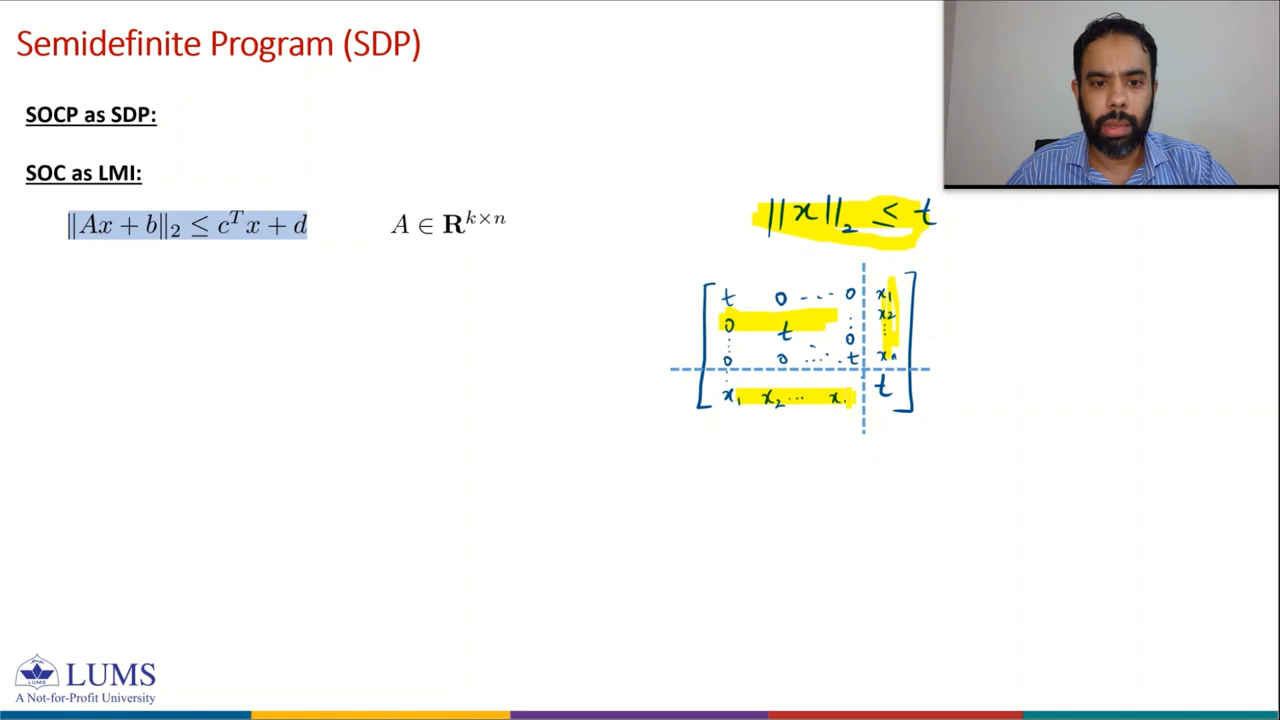 Semidefinite Program (SDP)
SOCP as SDP:
SOC as LMI:
‖Ax + b‖₂ ≤ cᵀx + d A ∈ R^{k×n}
‖x‖₂ ≤ t
t 0 ... 0 x₁
0 t ⋮ x₂
⋮ 0 ⋮
0 0 ... t xₙ
x₁ x₂ ... x. t
LUMS
A Not-for-Profit University